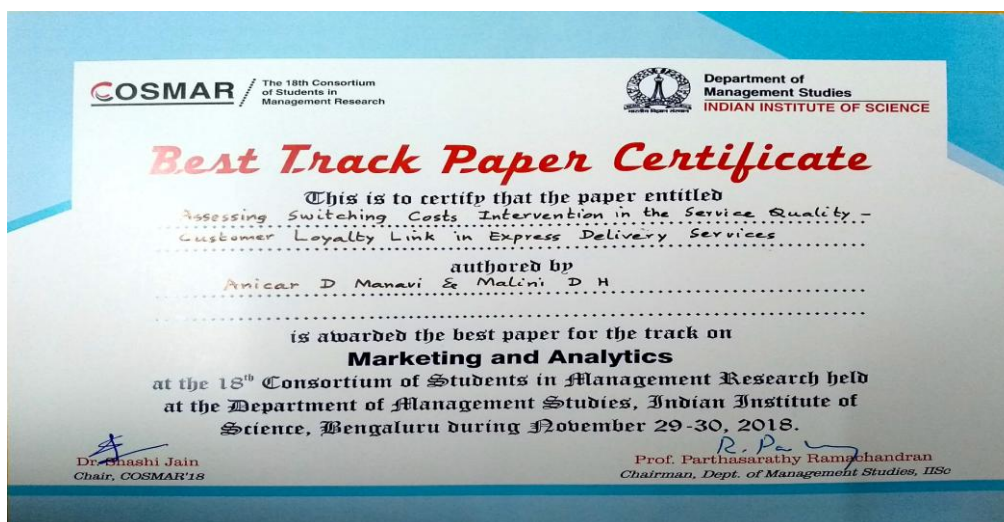 COSMAR
The 18th Consortium
of Students in
Management Research
Department of
Management Studies
INDIAN INSTITUTE OF SCIENCE
Best Track Paper Certificate
This is to certify that the paper entitled
Assessing Switching Costs Intervention in the Service Quality -
Customer Loyalty Link in Express Delivery Services
authored by
Anicar D Manavi & Malini D H
is awarded the best paper for the track on
Marketing and Analytics
at the 18th Consortium of Students in Management Research held
at the Department of Management Studies, Indian Institute of
Science, Bengaluru during November 29-30, 2018.
Dr. Shashi Jain
Chair, COSMAR'18
R. Pa
Prof. Parthasarathy Ramachandran
Chairman, Dept. of Management Studies, IISc